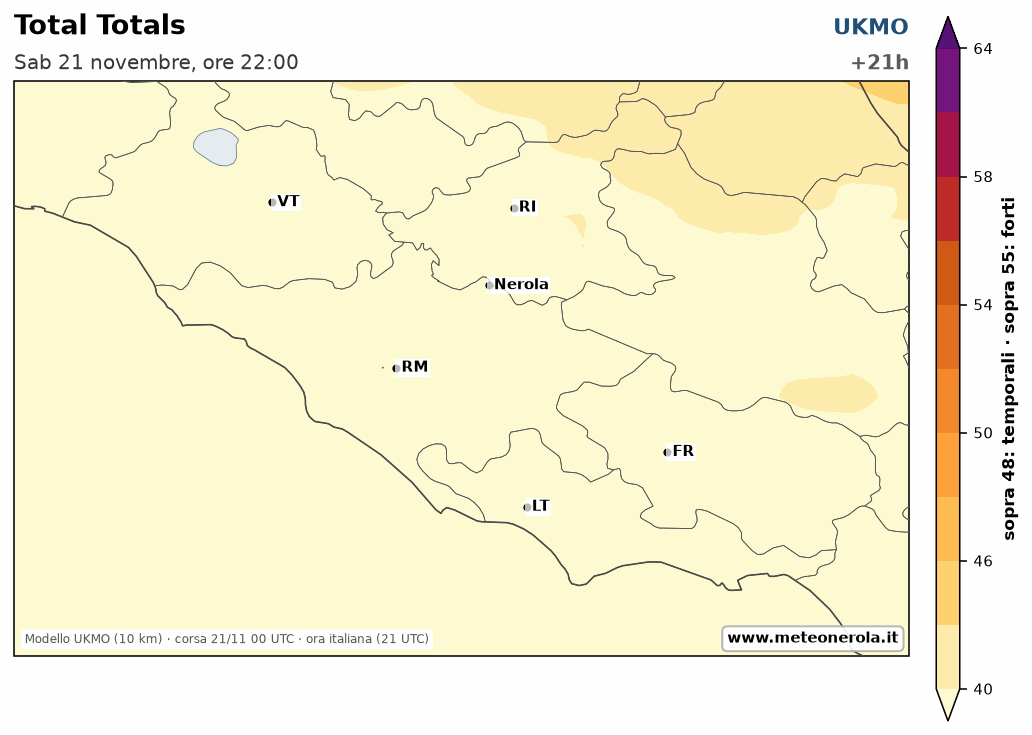 Total Totals
UKMO
Sab 21 novembre, ore 22:00
+21h
64
58
54
50
46
40
sopra 48: temporali · sopra 55: forti
VT
RI
Nerola
RM
FR
LT
Modello UKMO (10 km) · corsa 21/11 00 UTC · ora italiana (21 UTC)
www.meteonerola.it